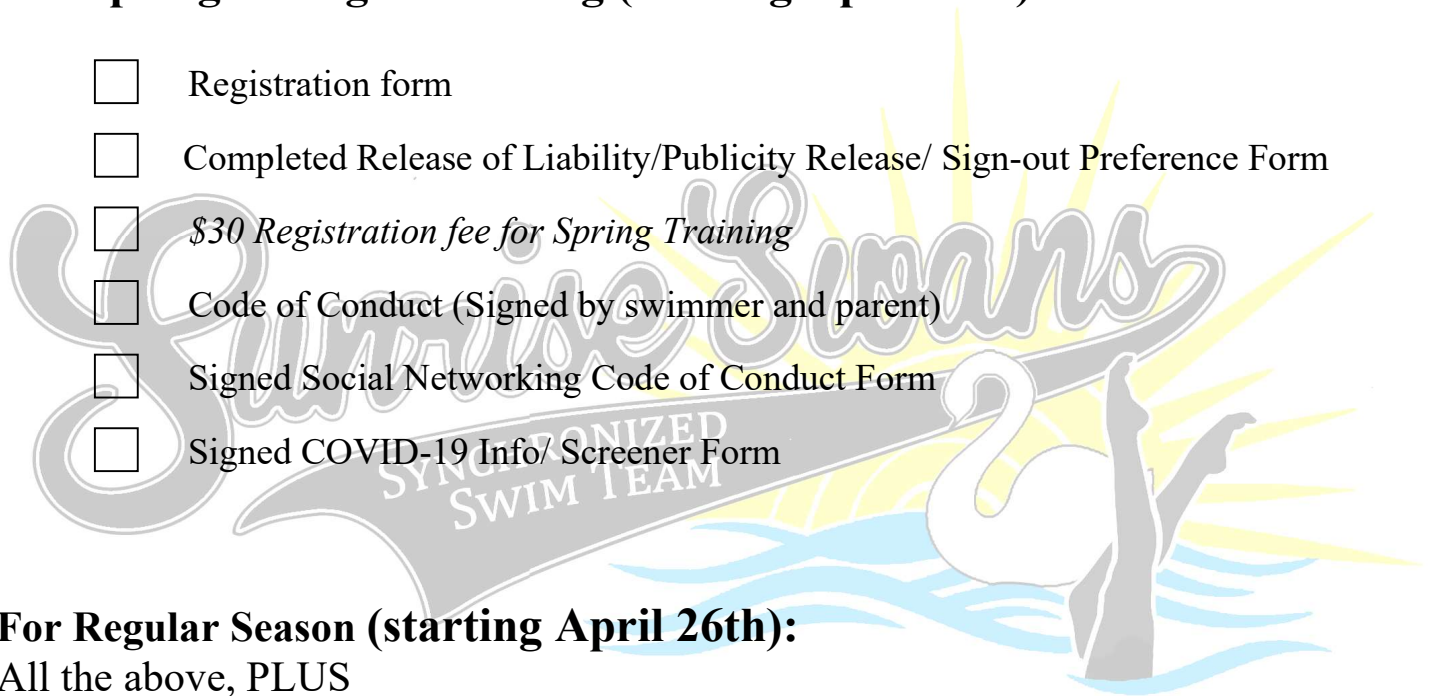 Registration form
Completed Release of Liability/Publicity Release/ Sign-out Preference Form
$30 Registration fee for Spring Training
Code of Conduct (Signed by swimmer and parent)
Signed Social Networking Code of Conduct Form
Signed COVID-19 Info/ Screener Form
Sunrise Swans
SYNCHRONIZED
SWIM TEAM
For Regular Season (starting April 26th):
All the above, PLUS